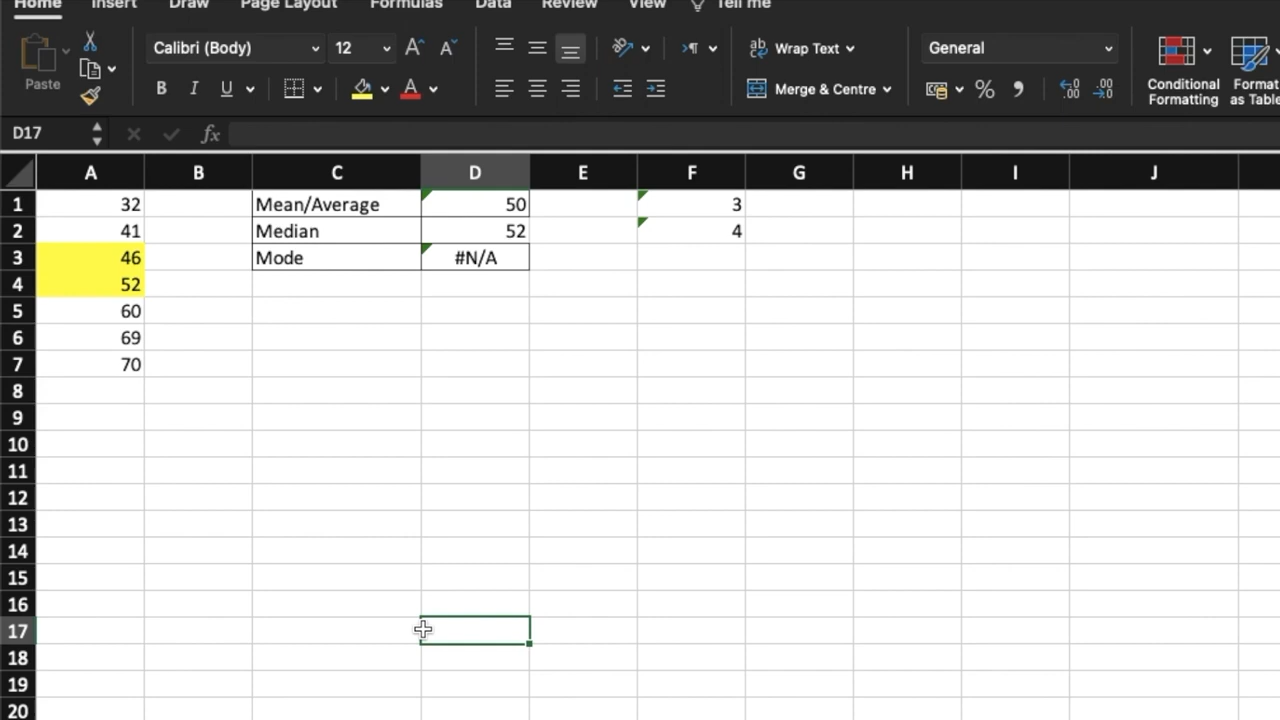 Home Insert Draw Page Layout Formulas Data Review View Tell me
Calibri (Body) 12 Wrap Text General
Paste B I U A Merge & Centre % Conditional Formatting Format as Table
D17 fx
A B C D E F G H I J
1 32 Mean/Average 50 3
2 41 Median 52 4
3 46 Mode #N/A
4 52
5 60
6 69
7 70
8
9
10
11
12
13
14
15
16
17
18
19
20